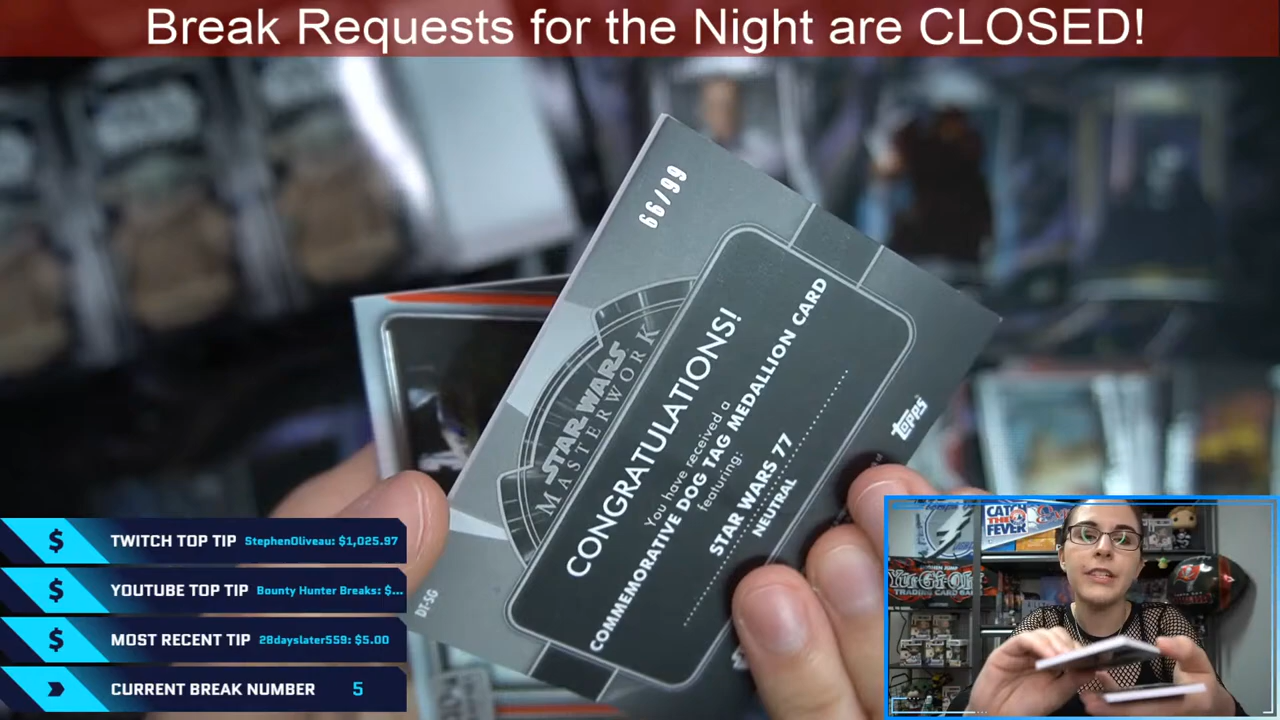 Break Requests for the Night are CLOSED!
66/99
STAR WARS
MASTERWORK
CONGRATULATIONS!
You have received a
COMMEMORATIVE DOG TAG MEDALLION CARD
featuring:
STAR WARS 77
NEUTRAL
topps
DT-SG
TWITCH TOP TIP StephenOliveau: $1,025.97
YOUTUBE TOP TIP Bounty Hunter Breaks: $...
MOST RECENT TIP 28dayslater559: $5.00
CURRENT BREAK NUMBER 5
CATCH
THE
FEVER
Yu-Gi-Oh!
TRADING CARD GAME